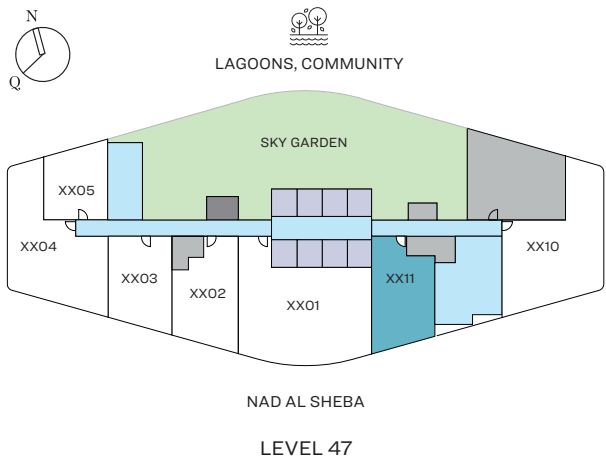 N
Q
LAGOONS, COMMUNITY
SKY GARDEN
XX05
XX04
XX03
XX02
XX01
XX11
XX10
NAD AL SHEBA
LEVEL 47